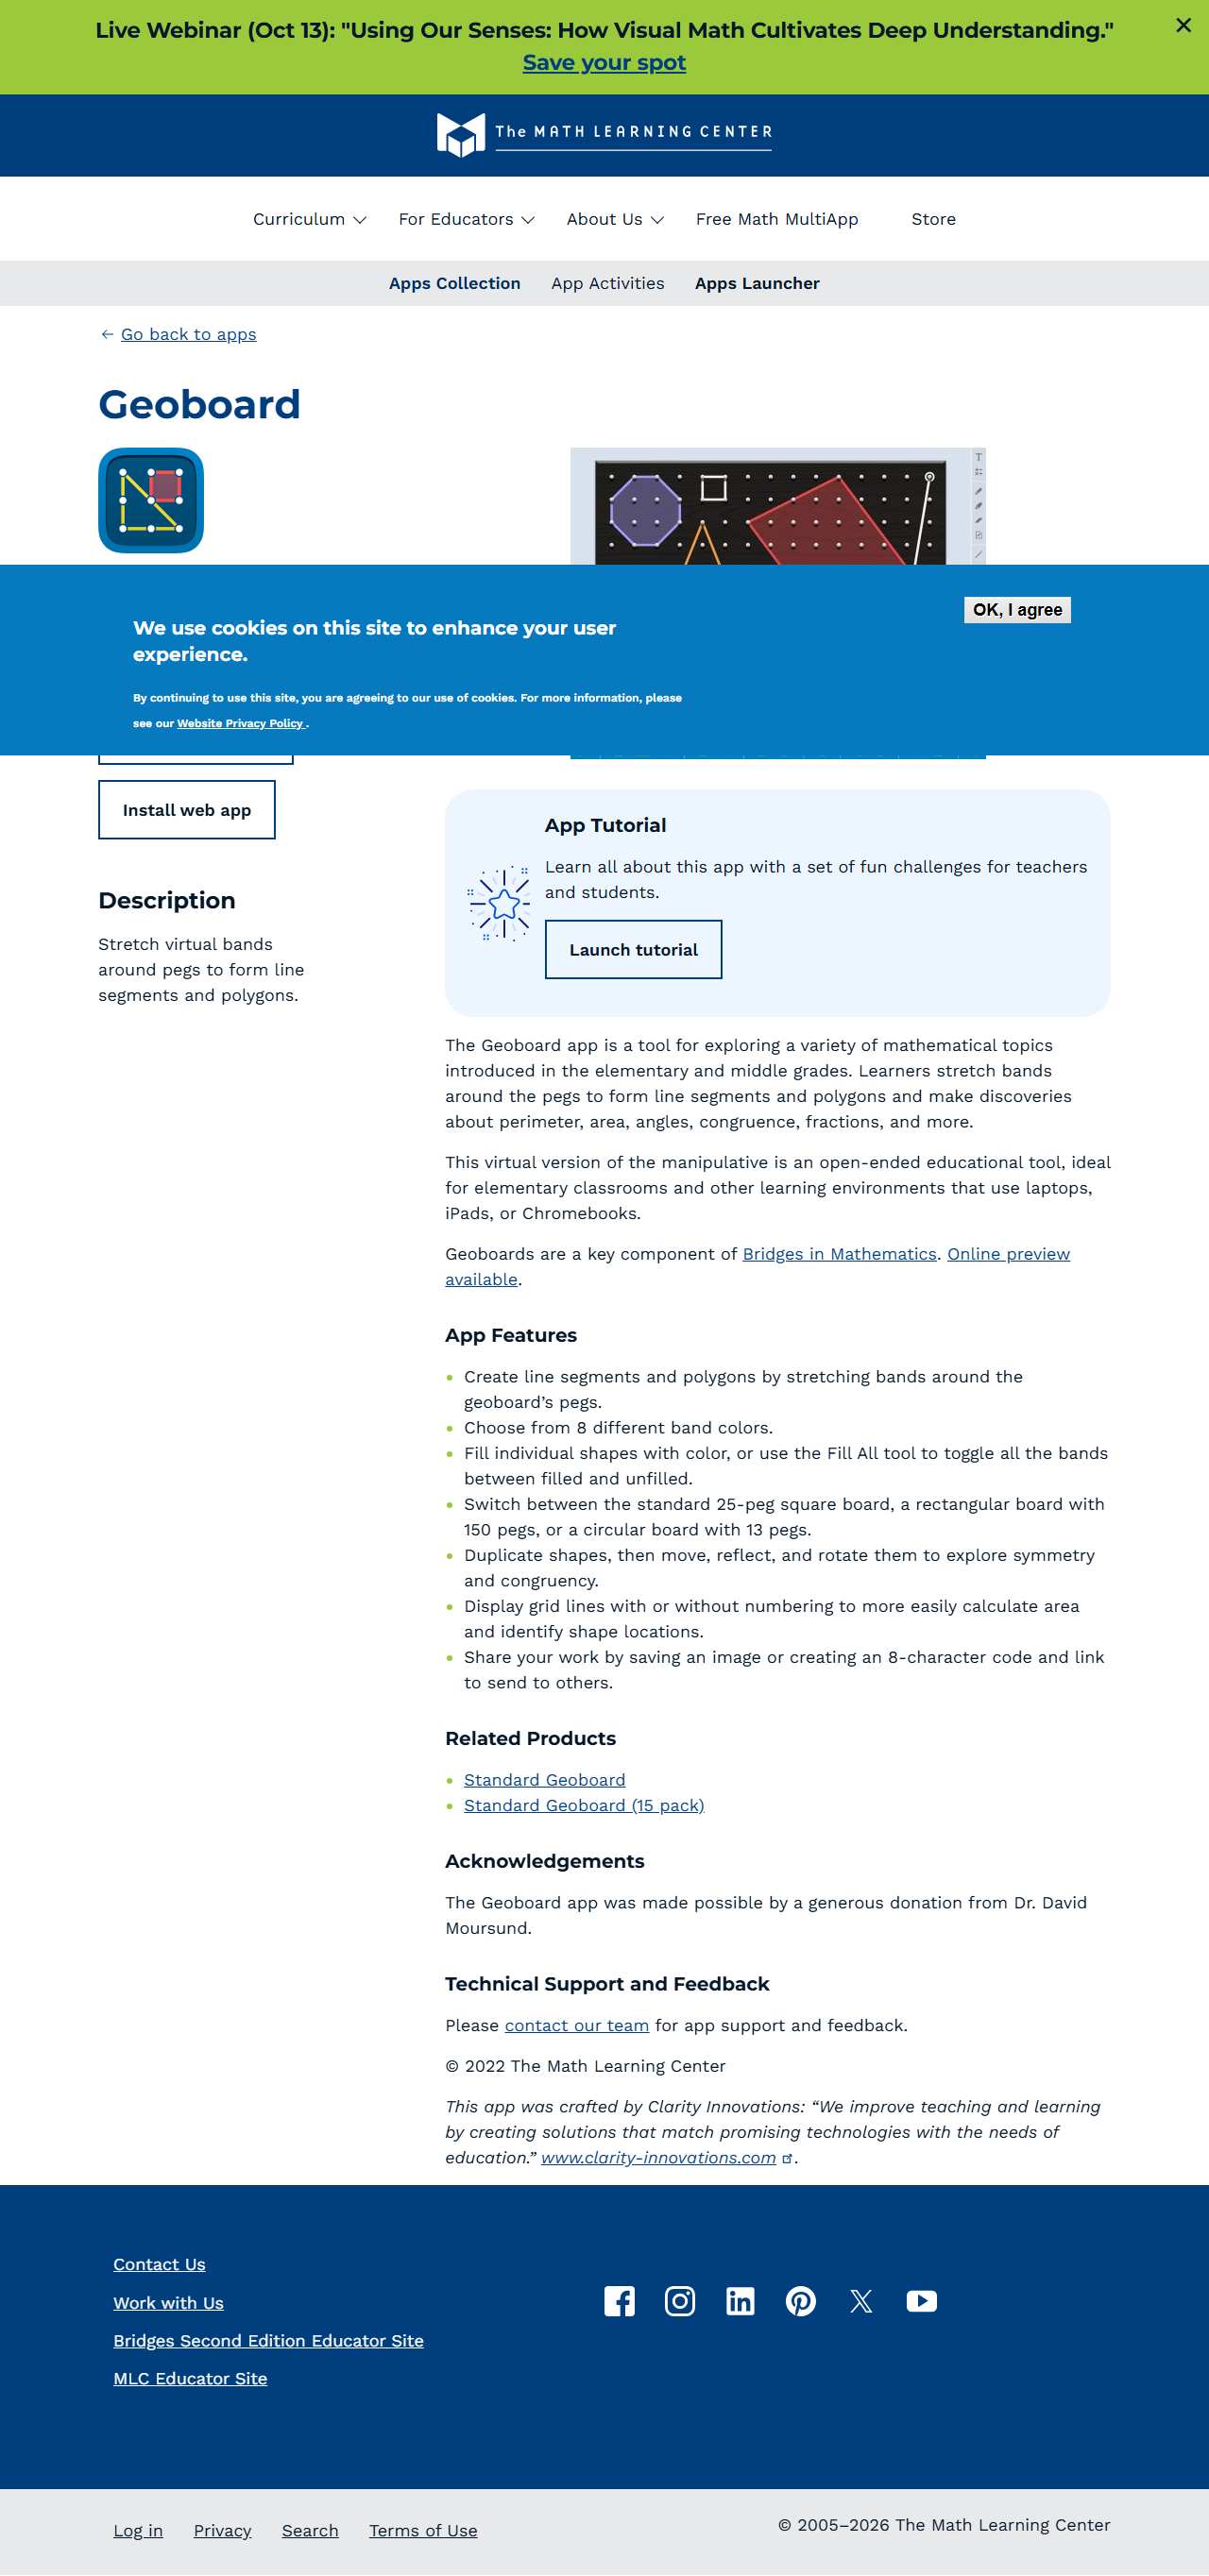 Live Webinar (Oct 13): "Using Our Senses: How Visual Math Cultivates Deep Understanding."
Save your spot
The MATH LEARNING CENTER
Curriculum
For Educators
About Us
Free Math MultiApp
Store
Apps Collection
App Activities
Apps Launcher
Go back to apps
Geoboard
We use cookies on this site to enhance your user
experience.
OK, I agree
By continuing to use this site, you are agreeing to our use of cookies. For more information, please
see our Website Privacy Policy .
Install web app
Description
Stretch virtual bands
around pegs to form line
segments and polygons.
App Tutorial
Learn all about this app with a set of fun challenges for teachers
and students.
Launch tutorial
The Geoboard app is a tool for exploring a variety of mathematical topics
introduced in the elementary and middle grades. Learners stretch bands
around the pegs to form line segments and polygons and make discoveries
about perimeter, area, angles, congruence, fractions, and more.
This virtual version of the manipulative is an open-ended educational tool, ideal
for elementary classrooms and other learning environments that use laptops,
iPads, or Chromebooks.
Geoboards are a key component of Bridges in Mathematics. Online preview
available.
App Features
Create line segments and polygons by stretching bands around the
geoboard’s pegs.
Choose from 8 different band colors.
Fill individual shapes with color, or use the Fill All tool to toggle all the bands
between filled and unfilled.
Switch between the standard 25-peg square board, a rectangular board with
150 pegs, or a circular board with 13 pegs.
Duplicate shapes, then move, reflect, and rotate them to explore symmetry
and congruency.
Display grid lines with or without numbering to more easily calculate area
and identify shape locations.
Share your work by saving an image or creating an 8-character code and link
to send to others.
Related Products
Standard Geoboard
Standard Geoboard (15 pack)
Acknowledgements
The Geoboard app was made possible by a generous donation from Dr. David
Moursund.
Technical Support and Feedback
Please contact our team for app support and feedback.
© 2022 The Math Learning Center
This app was crafted by Clarity Innovations: “We improve teaching and learning
by creating solutions that match promising technologies with the needs of
education.” www.clarity-innovations.com .
Contact Us
Work with Us
Bridges Second Edition Educator Site
MLC Educator Site
Log in
Privacy
Search
Terms of Use
© 2005–2026 The Math Learning Center